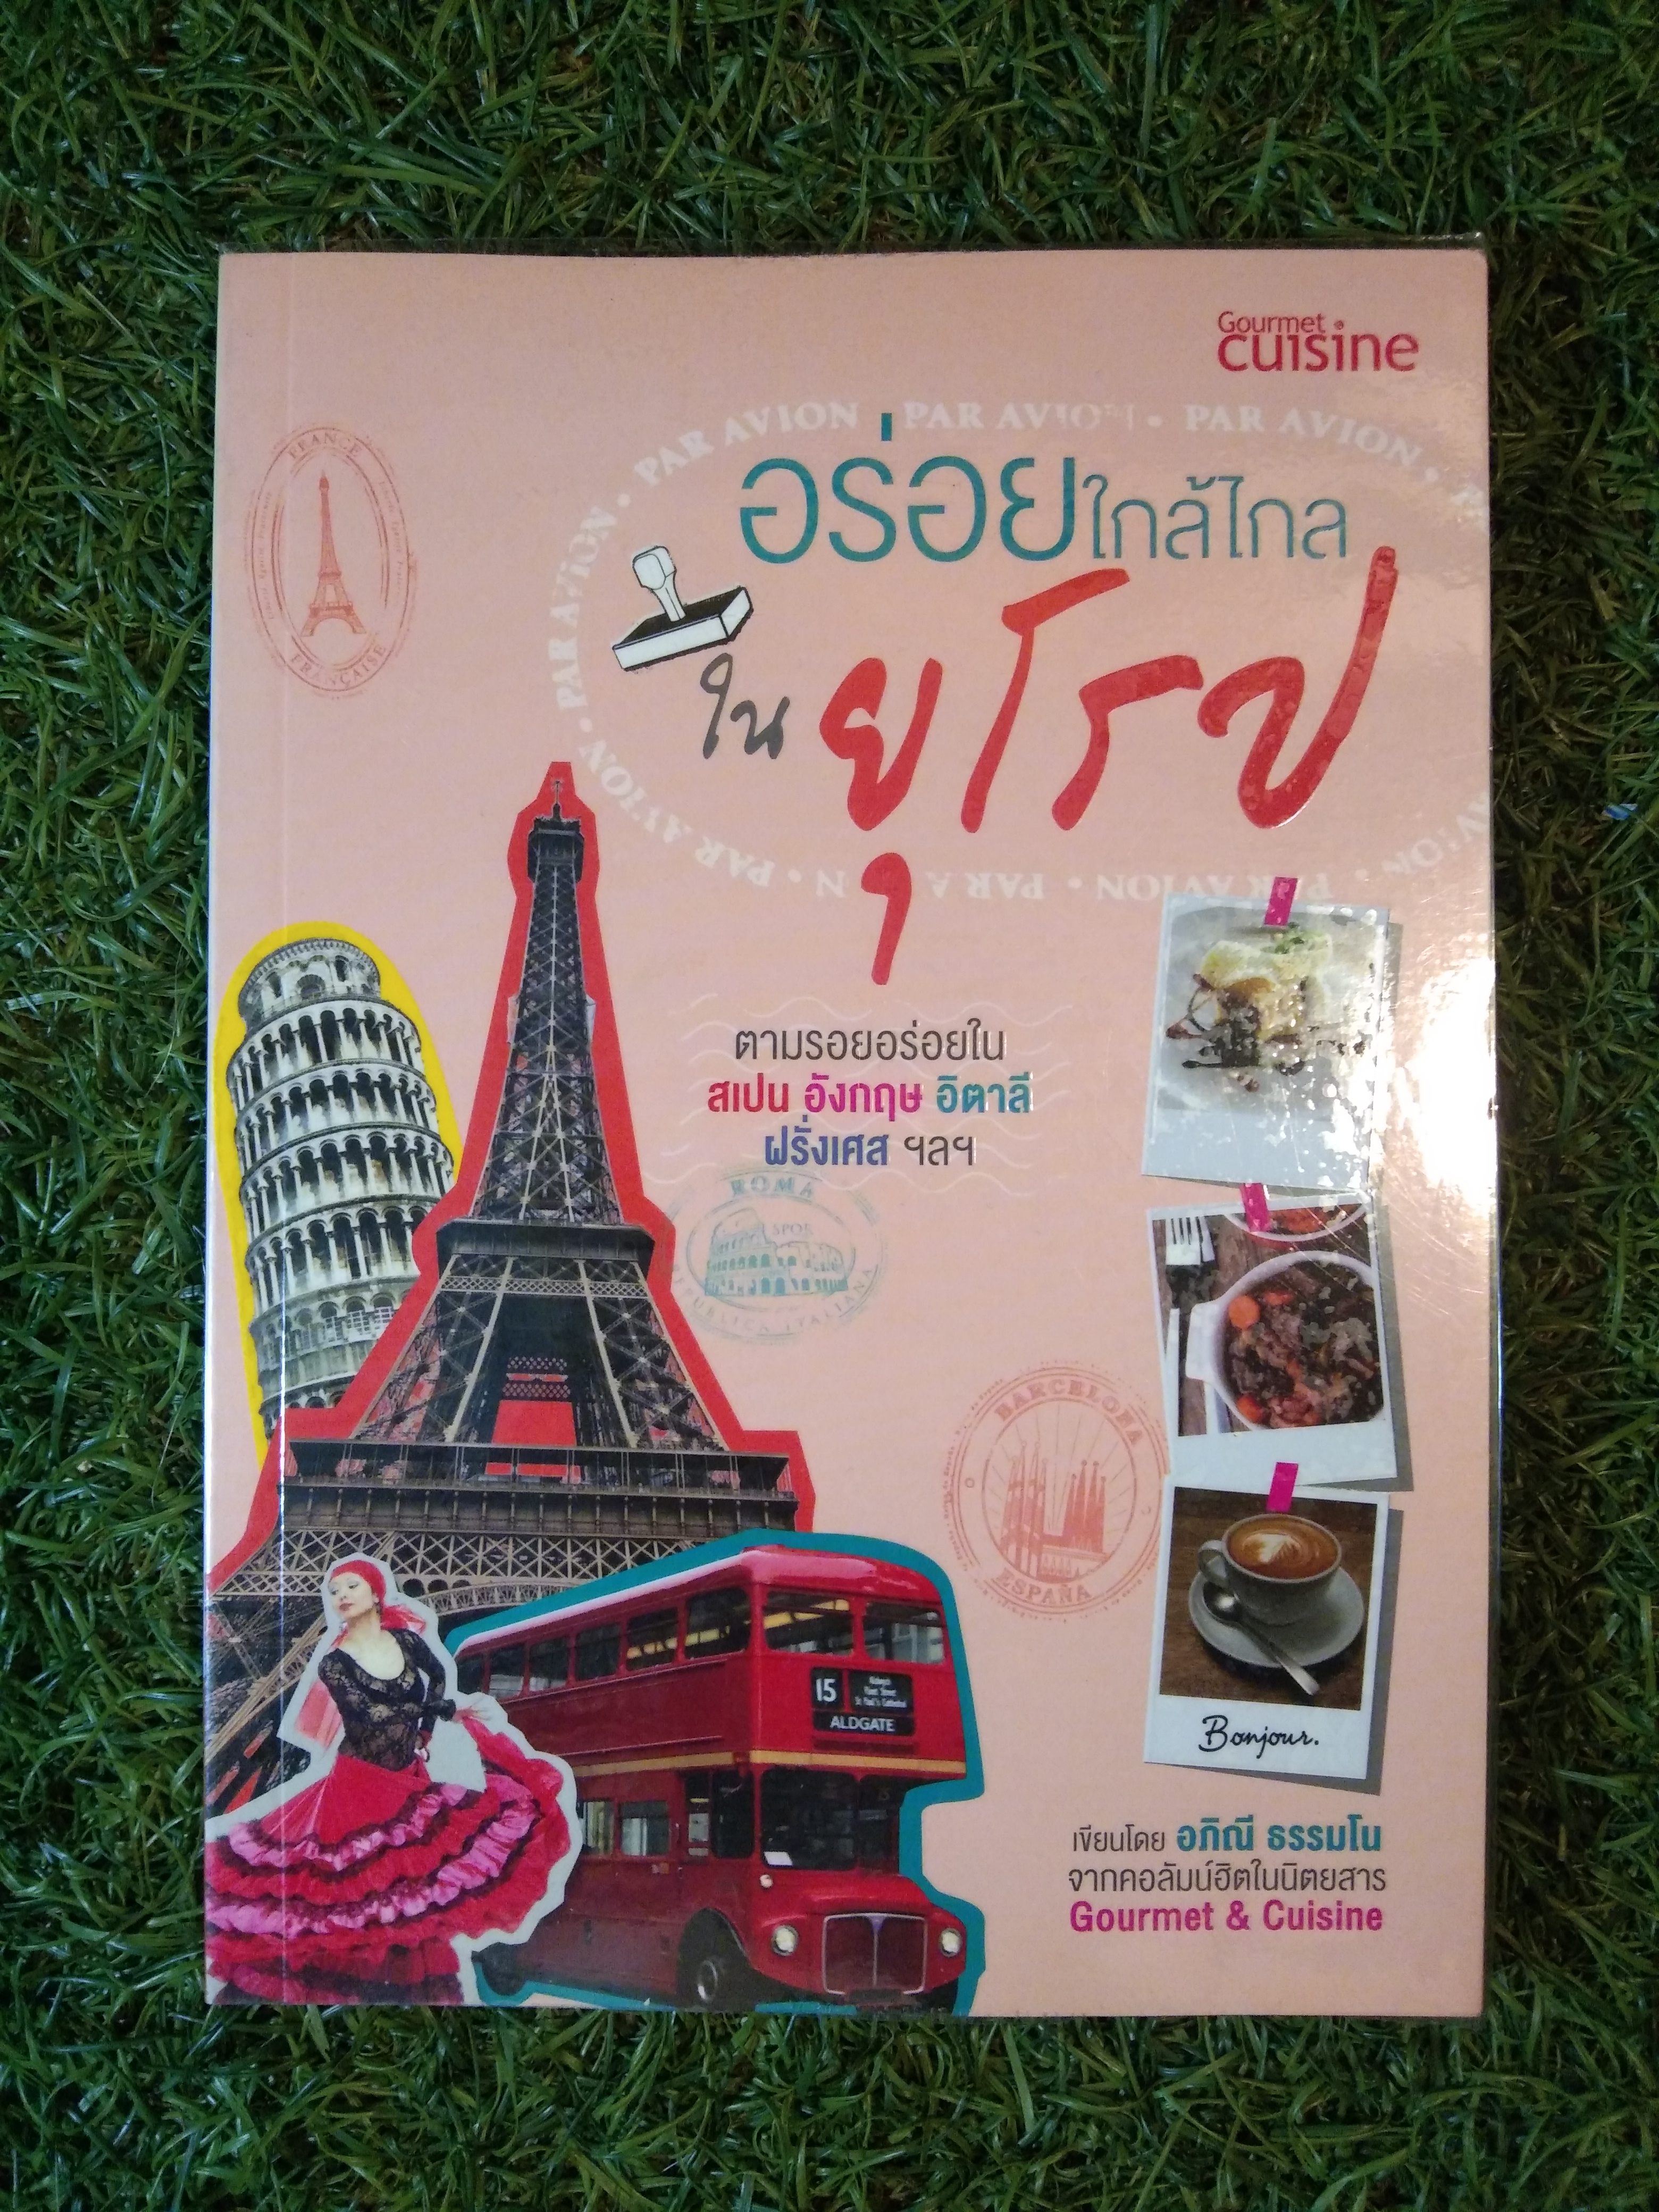 Gourmet
cuisine
PAR AVION • PAR AVION • PAR AVION •
อร่อยใกล้ไกล
ในยุโรป
FRANCE
FRANÇAISE
ตามรอยอร่อยใน
สเปน อังกฤษ อิตาลี
ฝรั่งเศส ฯลฯ
ROMA
SPQR
REPUBLICA ITALIANA
BARCELONA
ESPAÑA
15
ALDGATE
Bonjour.
เขียนโดย อภิณี ธรรมโน
จากคอลัมน์ฮิตในนิตยสาร
Gourmet & Cuisine